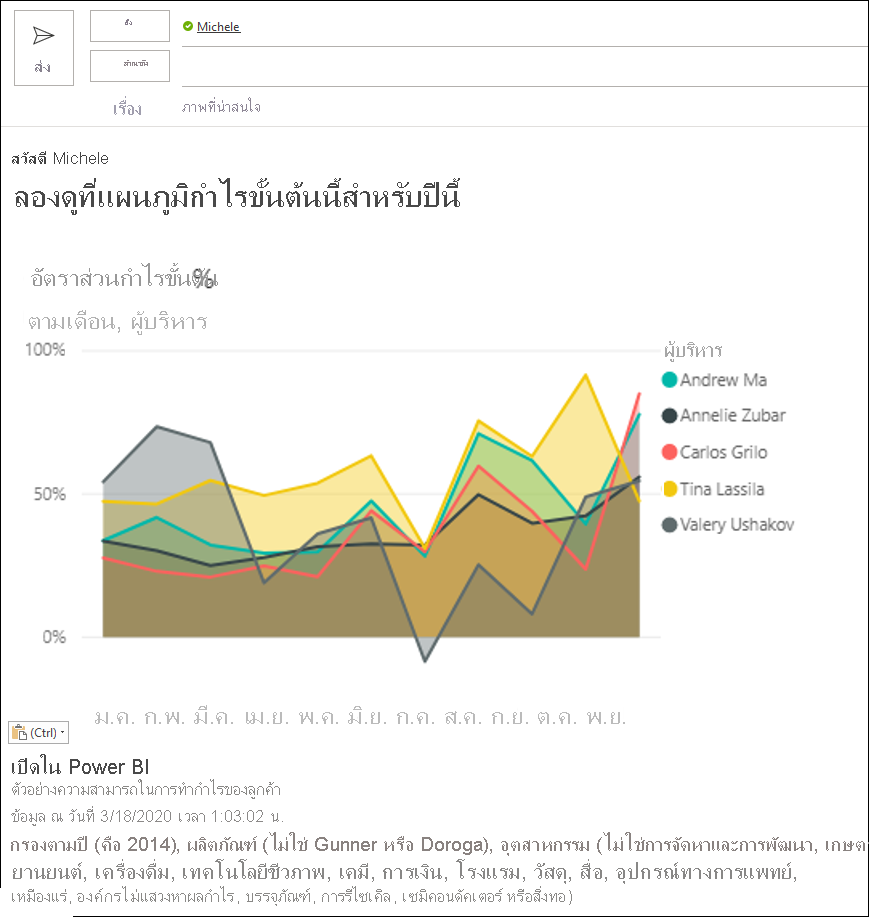 ถึง
Michele
ส่ง
สำเนาถึง
เรื่อง
ภาพที่น่าสนใจ
สวัสดี Michele
ลองดูที่แผนภูมิกำไรขั้นต้นนี้สำหรับปีนี้
อัตราส่วนกำไรขั้นต้น %
ตามเดือน, ผู้บริหาร
100%
50%
0%
ผู้บริหาร
Andrew Ma
Annelie Zubar
Carlos Grilo
Tina Lassila
Valery Ushakov
ม.ค. ก.พ. มี.ค. เม.ย. พ.ค. มิ.ย. ก.ค. ส.ค. ก.ย. ต.ค. พ.ย.
(Ctrl)
เปิดใน Power BI
ตัวอย่างความสามารถในการทำกำไรของลูกค้า
ข้อมูล ณ วันที่ 3/18/2020 เวลา 1:03:02 น.
กรองตามปี (คือ 2014), ผลิตภัณฑ์ (ไม่ใช่ Gunner หรือ Doroga), อุตสาหกรรม (ไม่ใช่การจัดหาและการพัฒนา, เกษต
ยานยนต์, เครื่องดื่ม, เทคโนโลยีชีวภาพ, เคมี, การเงิน, โรงแรม, วัสดุ, สื่อ, อุปกรณ์ทางการแพทย์,
เหมืองแร่, องค์กรไม่แสวงหาผลกำไร, บรรจุภัณฑ์, การรีไซเคิล, เซมิคอนดัคเตอร์ หรือสิ่งทอ)